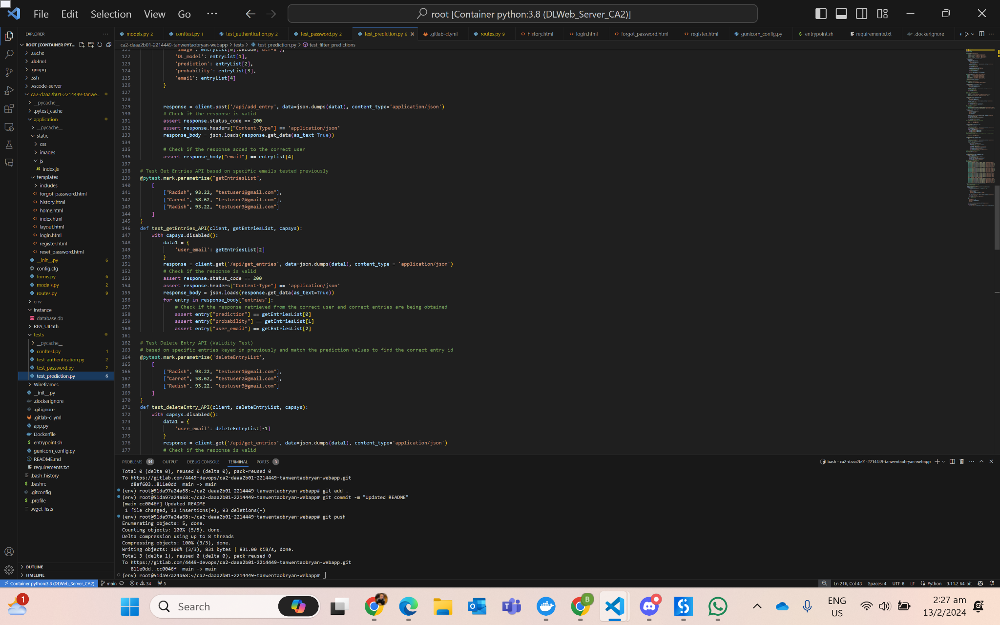 File Edit Selection View Go ··· root [Container python:3.8 (DLWeb_Server_CA2)]
EXPLORER ···
models.py 2 conftest.py 1 test_authentication.py 2 test_password.py 2 test_prediction.py 6 .gitlab-ci.yml routes.py 9 history.html login.html forgot_password.html register.html gunicorn_config.py entrypoint.sh requirements.txt .dockerignore
ca2-daaa2b01-2214449-tanwentaobryan-webapp > tests > test_prediction.py > test_filter_predictions
ROOT [CONTAINER PYT...
.cache
.dotnet
.gnupg
.ssh
.vscode-server
ca2-daaa2b01-2214449-tanwe...
__pycache__
.pytest_cache
application
__pycache__
static
css
images
js
JS index.js
templates
includes
forgot_password.html
history.html
home.html
index.html
layout.html
login.html
register.html
reset_password.html
__init__.py 6
config.cfg
forms.py 6
models.py 2
routes.py 9
env
instance
database.db
RPA_UIPath
tests
__pycache__
conftest.py 1
test_authentication.py 2
test_password.py 2
test_prediction.py 6
Wireframes
__init__.py
.dockerignore
.gitignore
.gitlab-ci.yml
app.py
Dockerfile
entrypoint.sh
gunicorn_config.py
README.md
requirements.txt
.bash_history
.bashrc
.gitconfig
.profile
.wget-hsts
OUTLINE
TIMELINE
121 'image': entryList[0].decode('utf-8'),
122 'DL_model': entryList[1],
123 'prediction': entryList[2],
124 'probability': entryList[3],
125 'email': entryList[4]
126 }
127
128
129 response = client.post('/api/add_entry', data=json.dumps(data1), content_type='application/json')
130 # Check if the response is valid
131 assert response.status_code == 200
132 assert response.headers["Content-Type"] == 'application/json'
133 response_body = json.loads(response.get_data(as_text=True))
134
135 # Check if the response added to the correct user
136 assert response_body["email"] == entryList[4]
137
138 # Test Get Entries API based on specific emails tested previously
139 @pytest.mark.parametrize("getEntriesList",
140 [
141 ["Radish", 93.22, "testuser1@gmail.com"],
142 ["Carrot", 58.62, "testuser2@gmail.com"],
143 ["Radish", 93.22, "testuser3@gmail.com"]
144 ]
145 )
146 def test_getEntries_API(client, getEntriesList, capsys):
147 with capsys.disabled():
148 data1 = {
149 'user_email': getEntriesList[2]
150 }
151 response = client.get('/api/get_entries', data=json.dumps(data1), content_type = 'application/json')
152 # Check if the response is valid
153 assert response.status_code == 200
154 assert response.headers["Content-Type"] == 'application/json'
155 response_body = json.loads(response.get_data(as_text=True))
156 for entry in response_body["entries"]:
157 # Check if the response retrieved from the correct user and correct entries are being obtained
158 assert entry["prediction"] == getEntriesList[0]
159 assert entry["probability"] == getEntriesList[1]
160 assert entry["user_email"] == getEntriesList[2]
161
162 # Test Delete Entry API (Validity Test)
163 # based on specific entries keyed in previously and match the prediction values to find the correct entry id
164 @pytest.mark.parametrize('deleteEntryList',
165 [
166 ["Radish", 93.22, "testuser1@gmail.com"],
167 ["Carrot", 58.62, "testuser2@gmail.com"],
168 ["Radish", 93.22, "testuser3@gmail.com"]
169 ]
170 )
171 def test_deleteEntry_API(client, deleteEntryList, capsys):
172 with capsys.disabled():
173 data1 = {
174 'user_email': deleteEntryList[-1]
175 }
176 response = client.get('/api/get_entries', data=json.dumps(data1), content_type='application/json')
177 # Check if the response is valid
PROBLEMS 34 OUTPUT DEBUG CONSOLE TERMINAL PORTS 5 bash - ca2-daaa2b01-2214449-tanwentaobryan-webapp
Total 0 (delta 0), reused 0 (delta 0), pack-reused 0
To https://gitlab.com/4449-devops/ca2-daaa2b01-2214449-tanwentaobryan-webapp.git
d8af603..811e0dd main -> main
(env) root@51da97a24a68:~/ca2-daaa2b01-2214449-tanwentaobryan-webapp# git add .
(env) root@51da97a24a68:~/ca2-daaa2b01-2214449-tanwentaobryan-webapp# git commit -m "Updated README"
[main cc0046f] Updated README
1 file changed, 13 insertions(+), 93 deletions(-)
(env) root@51da97a24a68:~/ca2-daaa2b01-2214449-tanwentaobryan-webapp# git push
Enumerating objects: 5, done.
Counting objects: 100% (5/5), done.
Delta compression using up to 8 threads
Compressing objects: 100% (3/3), done.
Writing objects: 100% (3/3), 831 bytes | 831.00 KiB/s, done.
Total 3 (delta 1), reused 0 (delta 0), pack-reused 0
To https://gitlab.com/4449-devops/ca2-daaa2b01-2214449-tanwentaobryan-webapp.git
811e0dd..cc0046f main -> main
(env) root@51da97a24a68:~/ca2-daaa2b01-2214449-tanwentaobryan-webapp#
Container python:3.8 (DLWeb_Server_CA2) main 0 34 5 Ln 216, Col 43 Spaces: 4 UTF-8 LF Python 3.11.2 64-bit
1 Search B ENG US 2:27 am
13/2/2024